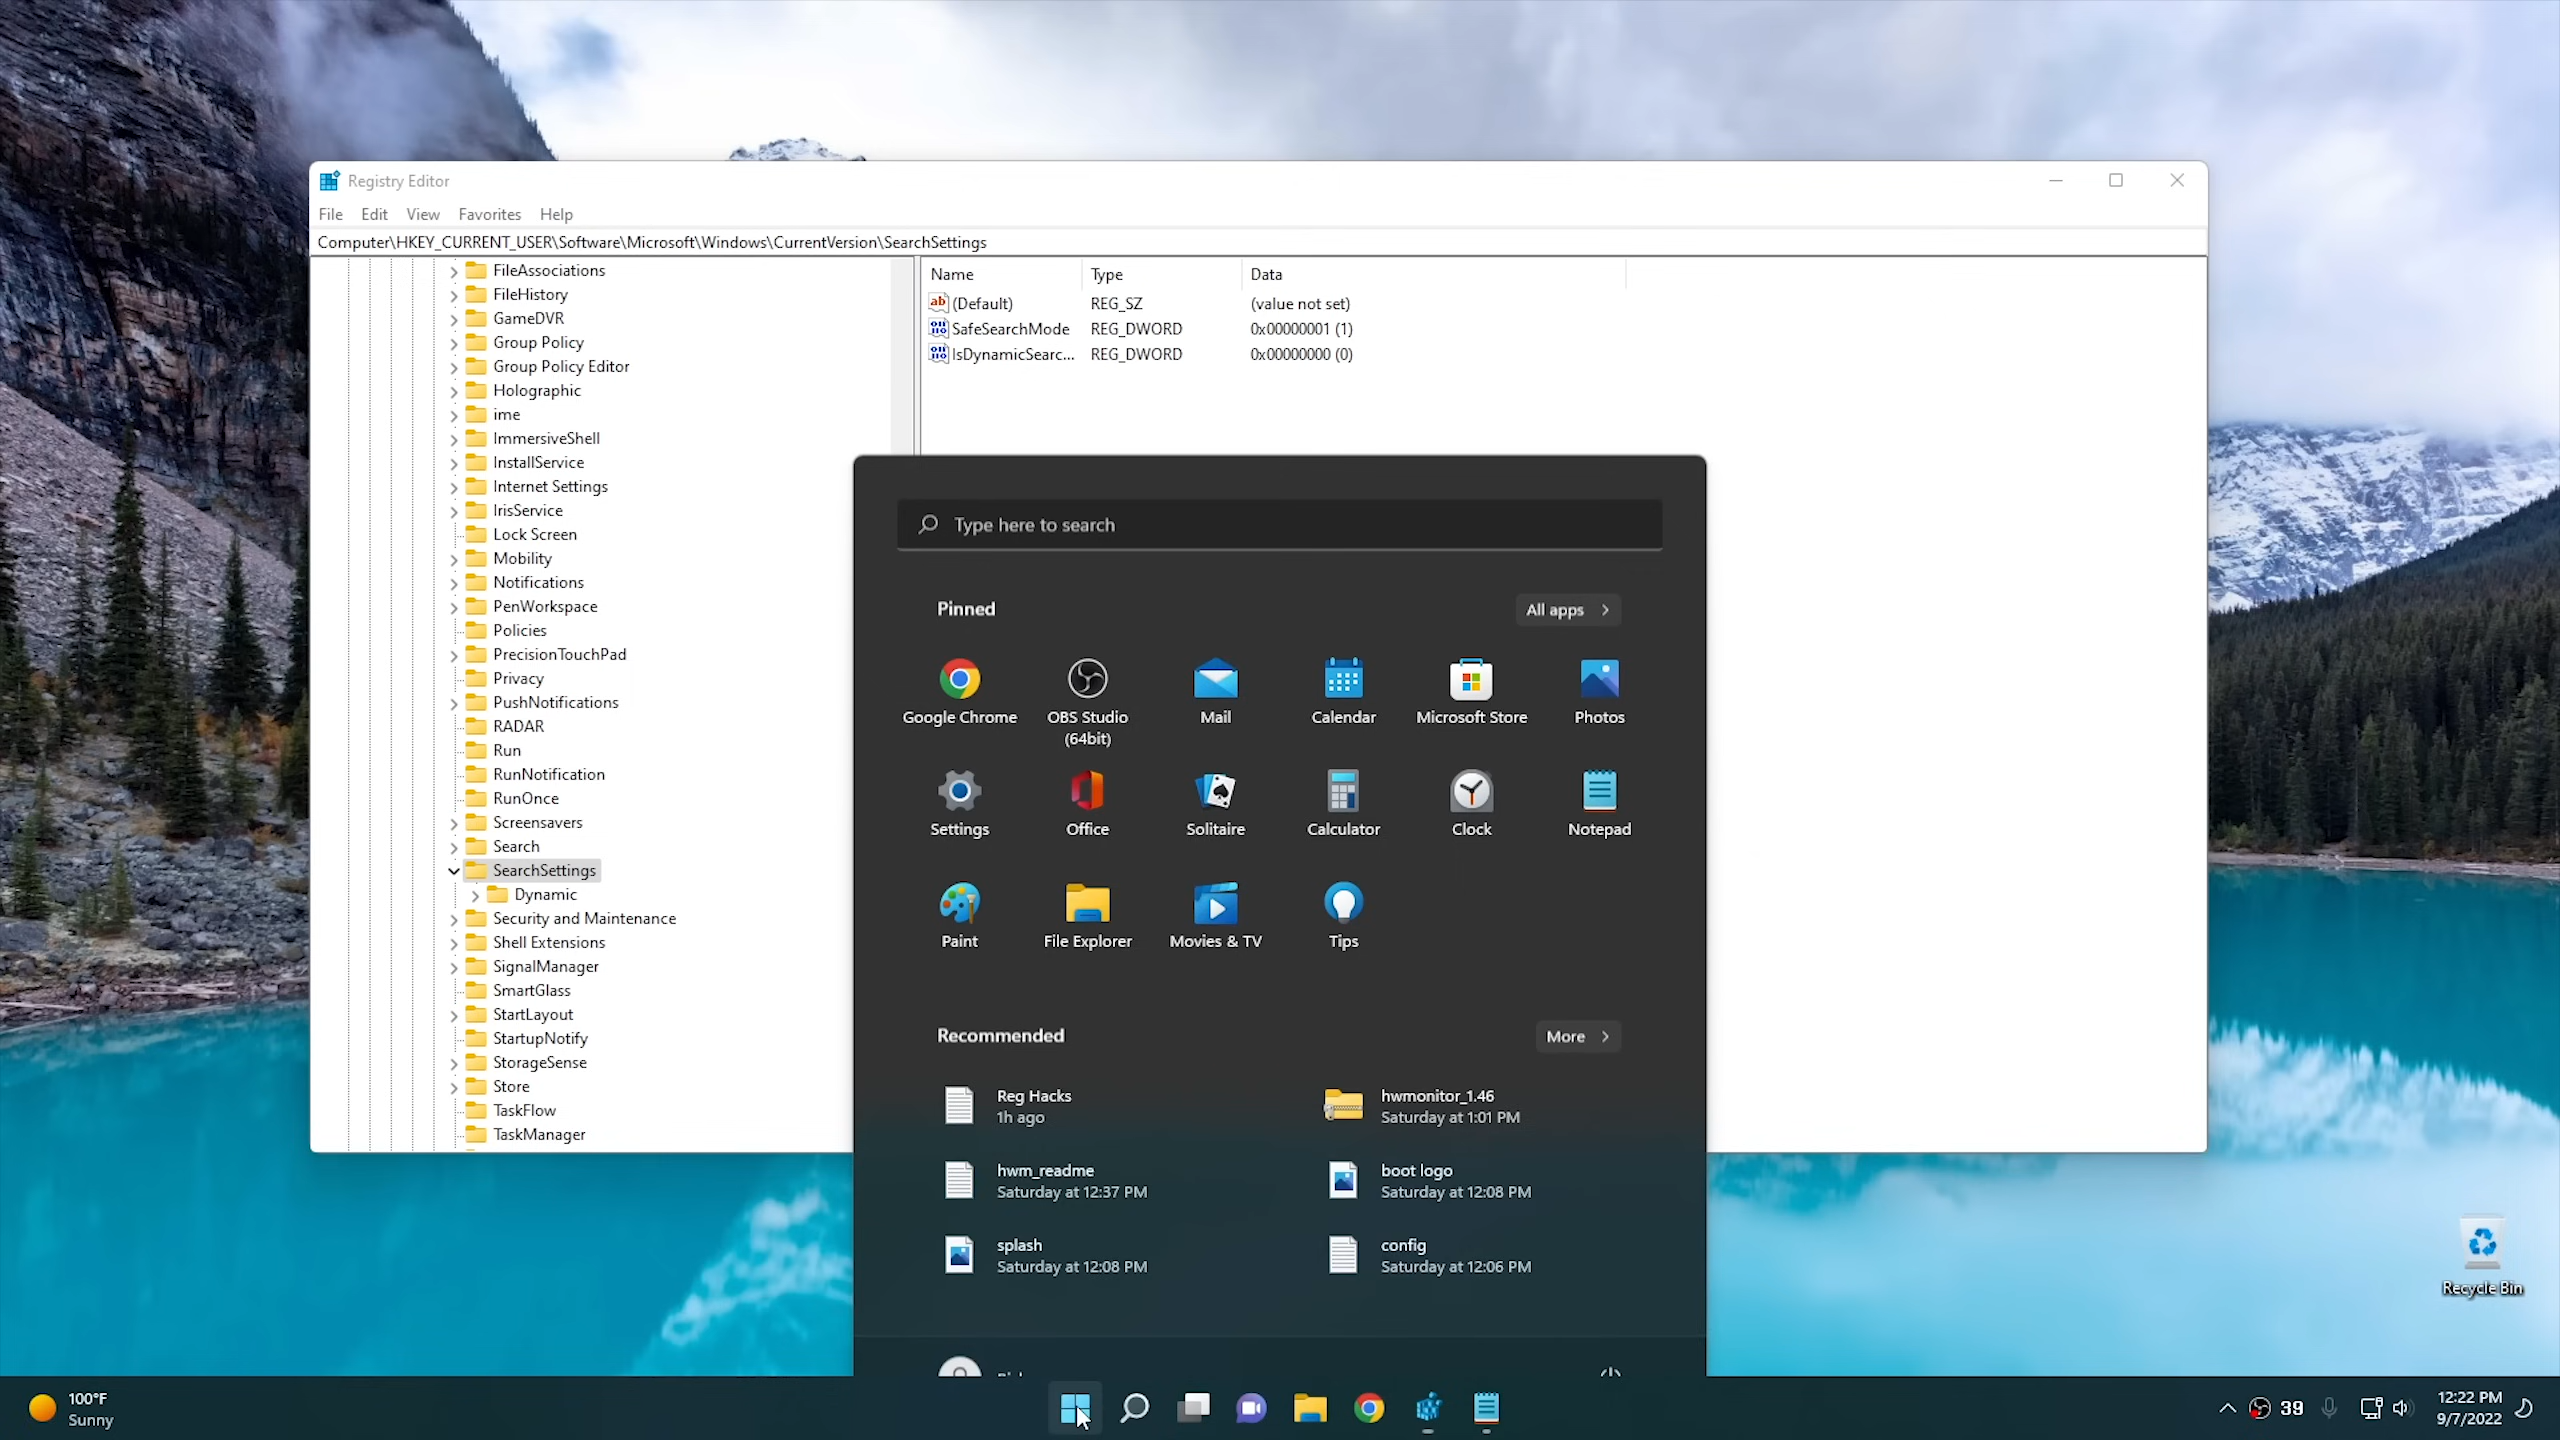 Registry Editor
File Edit View Favorites Help
Computer\HKEY_CURRENT_USER\Software\Microsoft\Windows\CurrentVersion\SearchSettings
FileAssociations
FileHistory
GameDVR
Group Policy
Group Policy Editor
Holographic
ime
ImmersiveShell
InstallService
Internet Settings
IrisService
Lock Screen
Mobility
Notifications
PenWorkspace
Policies
PrecisionTouchPad
Privacy
PushNotifications
RADAR
Run
RunNotification
RunOnce
Screensavers
Search
SearchSettings
Dynamic
Security and Maintenance
Shell Extensions
SignalManager
SmartGlass
StartLayout
StartupNotify
StorageSense
Store
TaskFlow
TaskManager
Name Type Data
(Default) REG_SZ (value not set)
SafeSearchMode REG_DWORD 0x00000001 (1)
IsDynamicSearc... REG_DWORD 0x00000000 (0)
Type here to search
Pinned All apps
Google Chrome OBS Studio Mail Calendar Microsoft Store Photos
(64bit)
Settings Office Solitaire Calculator Clock Notepad
Paint File Explorer Movies & TV Tips
Recommended More
Reg Hacks hwmonitor_1.46
1h ago Saturday at 1:01 PM
hwm_readme boot logo
Saturday at 12:37 PM Saturday at 12:08 PM
splash config
Saturday at 12:08 PM Saturday at 12:06 PM
Recycle Bin
100°F
Sunny
39
12:22 PM
9/7/2022